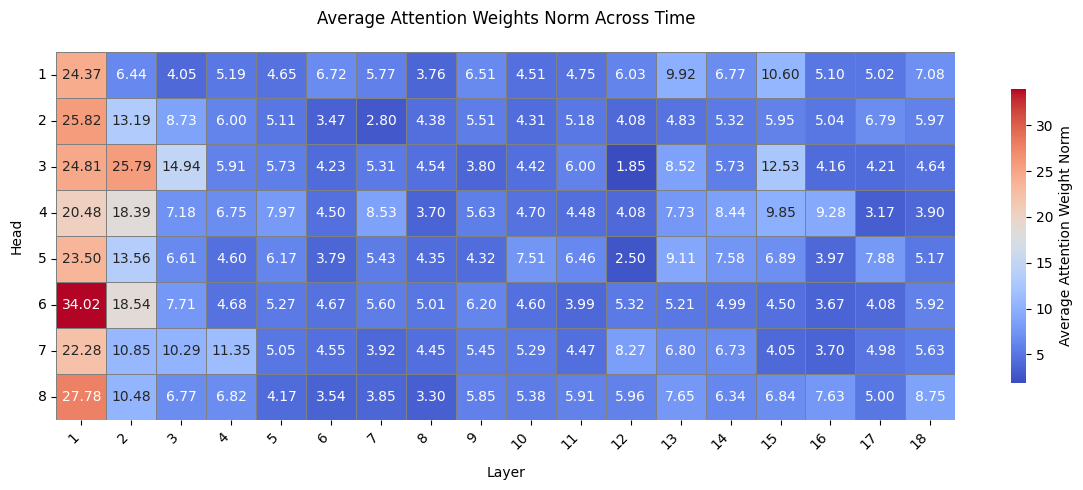 Average Attention Weights Norm Across Time
Head
1 24.37 6.44 4.05 5.19 4.65 6.72 5.77 3.76 6.51 4.51 4.75 6.03 9.92 6.77 10.60 5.10 5.02 7.08
2 25.82 13.19 8.73 6.00 5.11 3.47 2.80 4.38 5.51 4.31 5.18 4.08 4.83 5.32 5.95 5.04 6.79 5.97
3 24.81 25.79 14.94 5.91 5.73 4.23 5.31 4.54 3.80 4.42 6.00 1.85 8.52 5.73 12.53 4.16 4.21 4.64
4 20.48 18.39 7.18 6.75 7.97 4.50 8.53 3.70 5.63 4.70 4.48 4.08 7.73 8.44 9.85 9.28 3.17 3.90
5 23.50 13.56 6.61 4.60 6.17 3.79 5.43 4.35 4.32 7.51 6.46 2.50 9.11 7.58 6.89 3.97 7.88 5.17
6 34.02 18.54 7.71 4.68 5.27 4.67 5.60 5.01 6.20 4.60 3.99 5.32 5.21 4.99 4.50 3.67 4.08 5.92
7 22.28 10.85 10.29 11.35 5.05 4.55 3.92 4.45 5.45 5.29 4.47 8.27 6.80 6.73 4.05 3.70 4.98 5.63
8 27.78 10.48 6.77 6.82 4.17 3.54 3.85 3.30 5.85 5.38 5.91 5.96 7.65 6.34 6.84 7.63 5.00 8.75
1 2 3 4 5 6 7 8 9 10 11 12 13 14 15 16 17 18
Layer
30
25
20
15
10
5
Average Attention Weight Norm